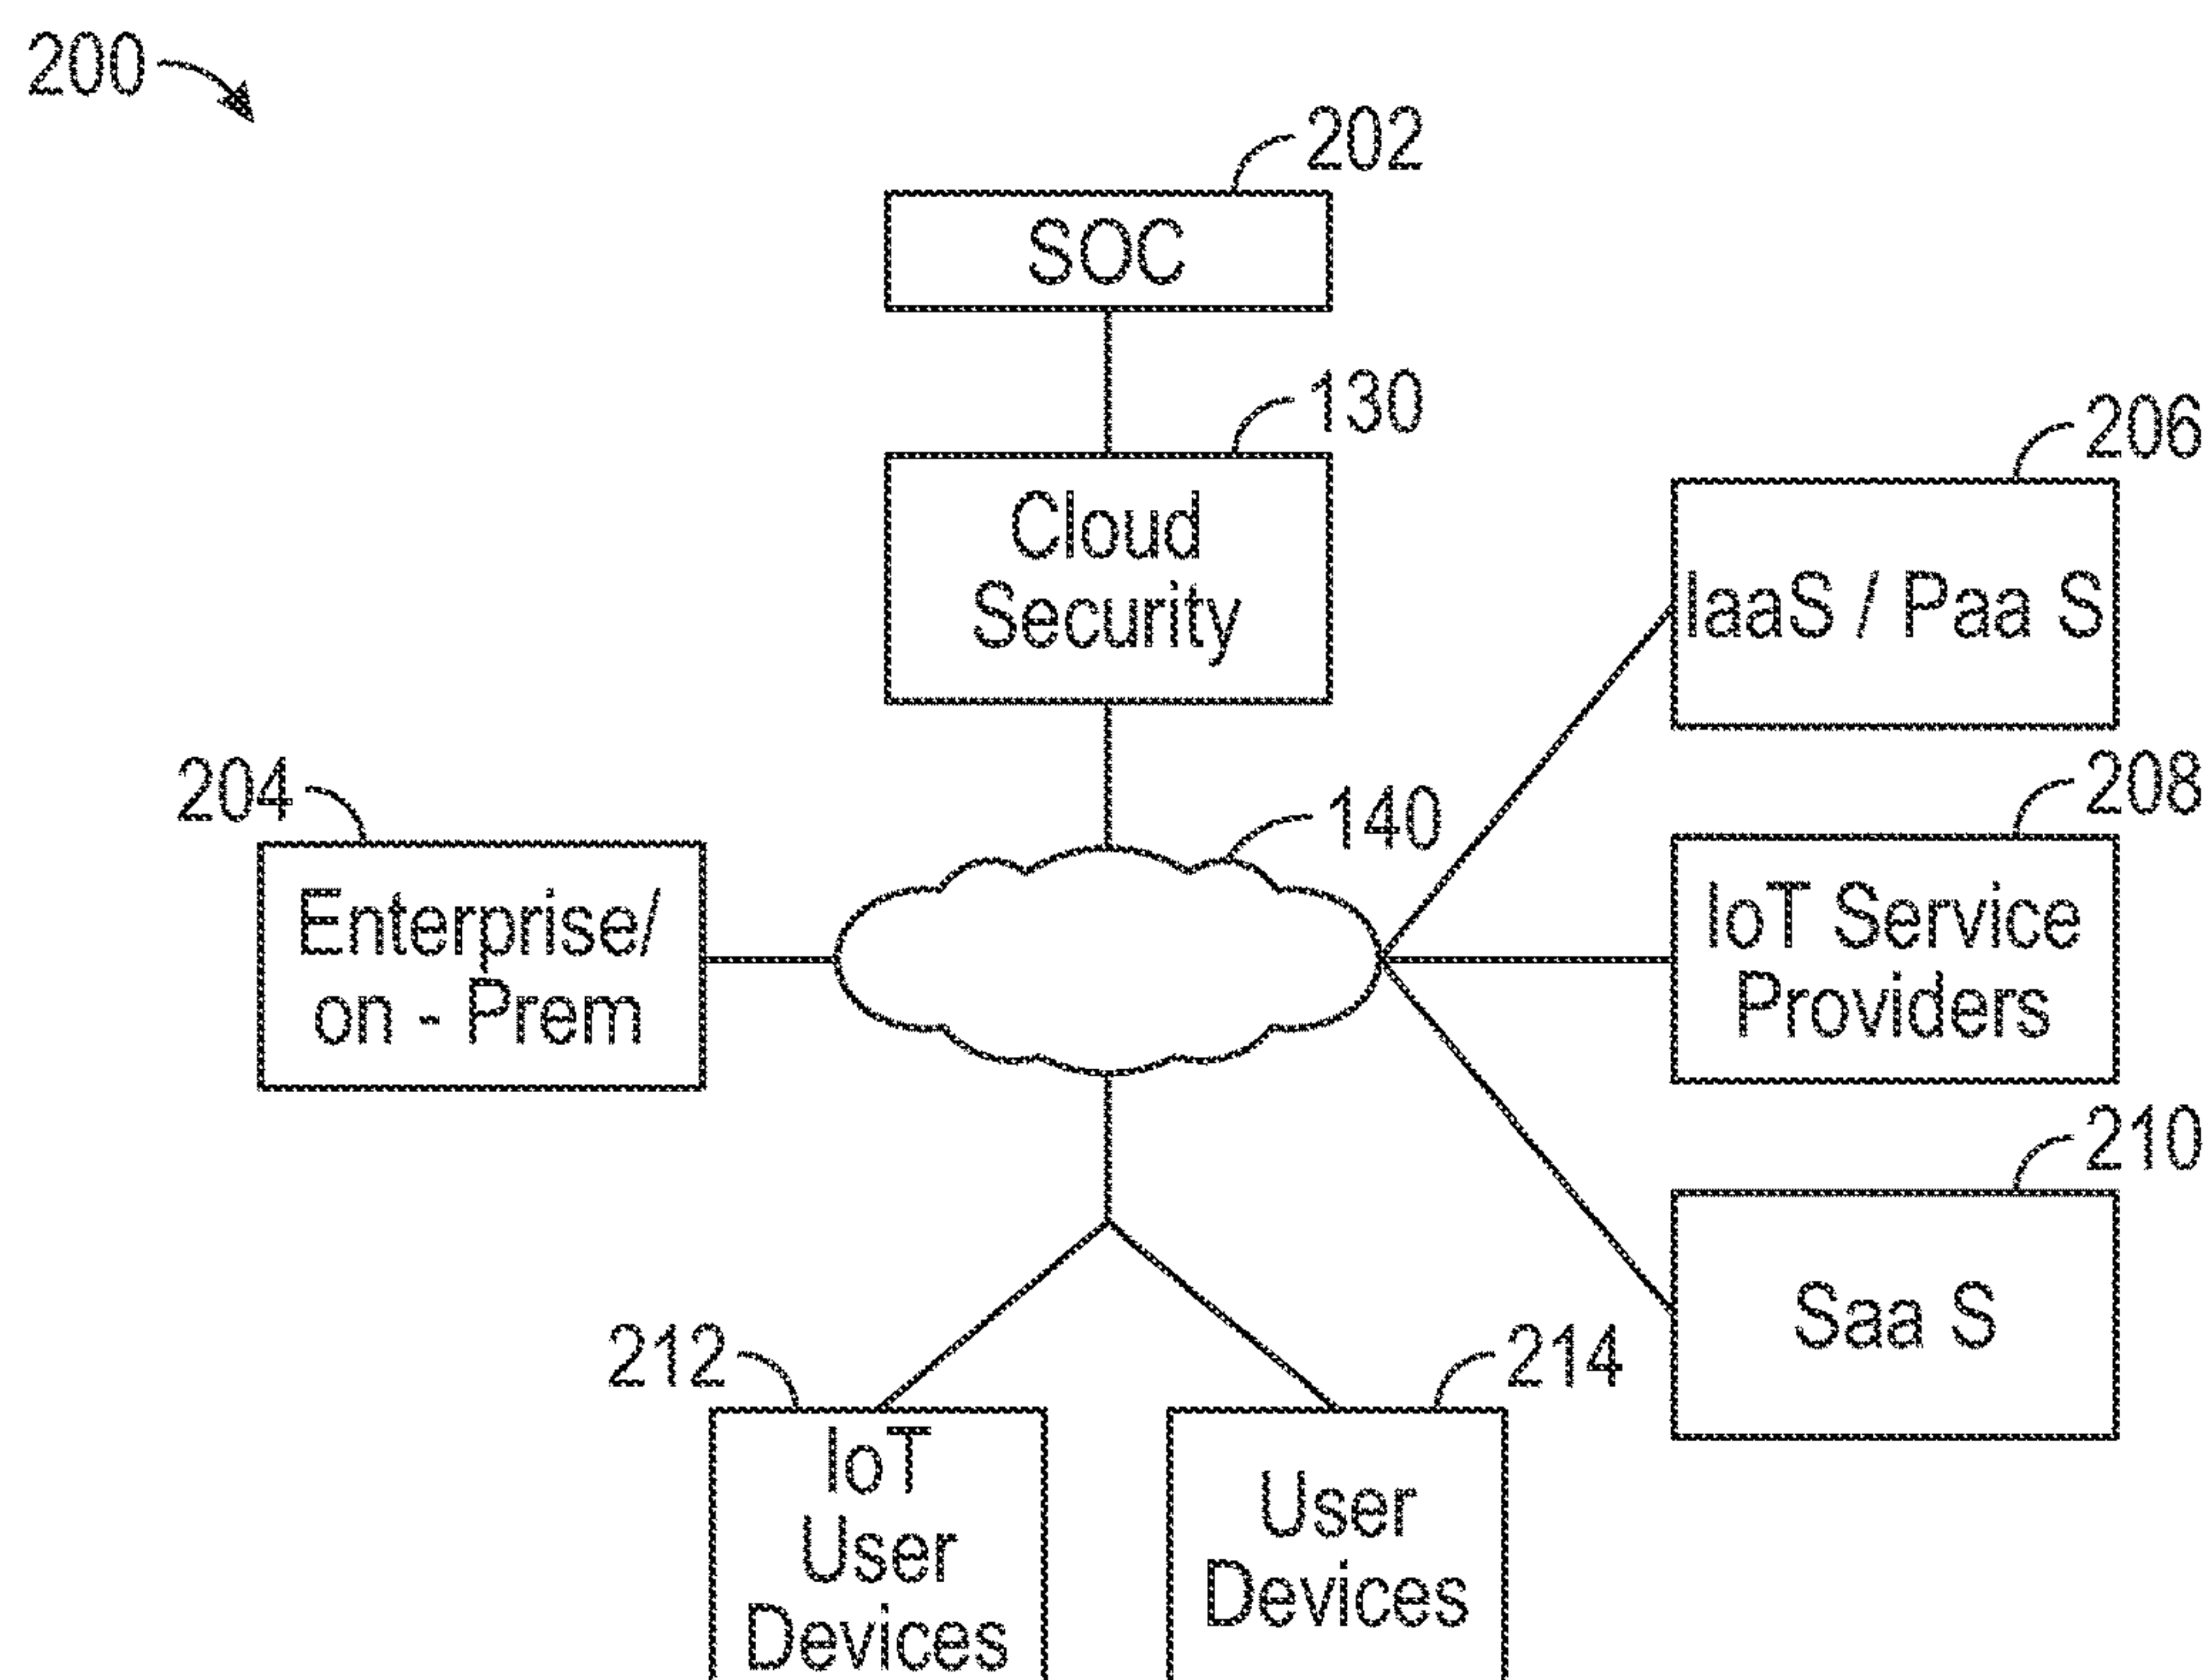 200
202
SOC
130
Cloud
Security
206
IaaS / Paa S
204
Enterprise/
on - Prem
140
208
IoT Service
Providers
210
Saa S
212
IoT
User
Devices
214
User
Devices